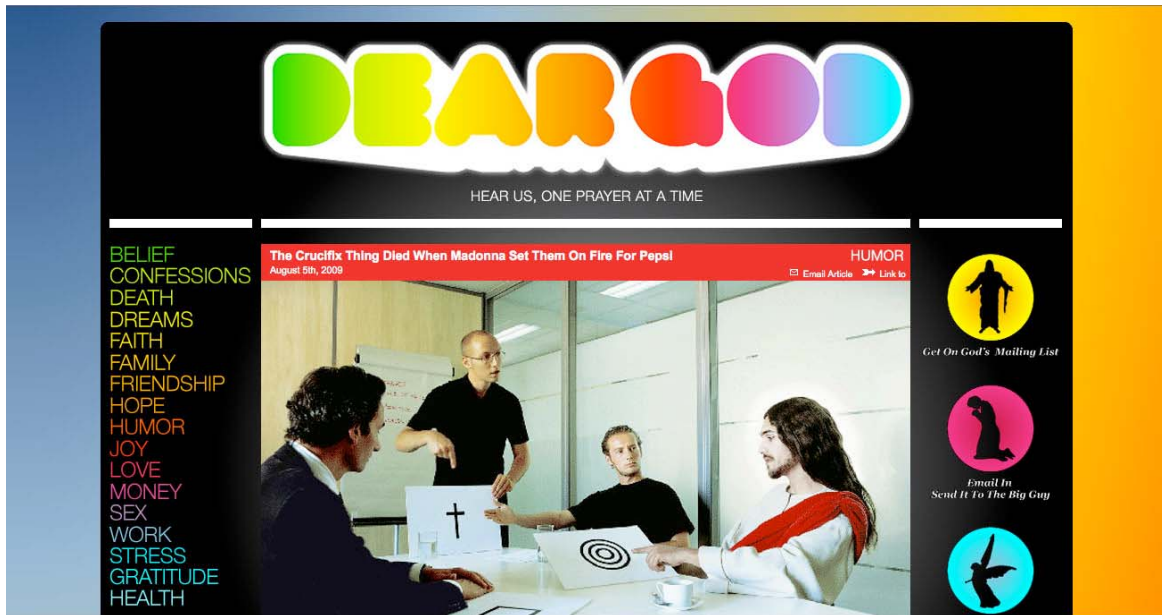 DEAR GOD
HEAR US, ONE PRAYER AT A TIME
BELIEF
CONFESSIONS
DEATH
DREAMS
FAITH
FAMILY
FRIENDSHIP
HOPE
HUMOR
JOY
LOVE
MONEY
SEX
WORK
STRESS
GRATITUDE
HEALTH
The Crucifix Thing Died When Madonna Set Them On Fire For Pepsi
HUMOR
August 5th, 2009
Email Article
Link to
Get On God's Mailing List
Email In
Send It To The Big Guy